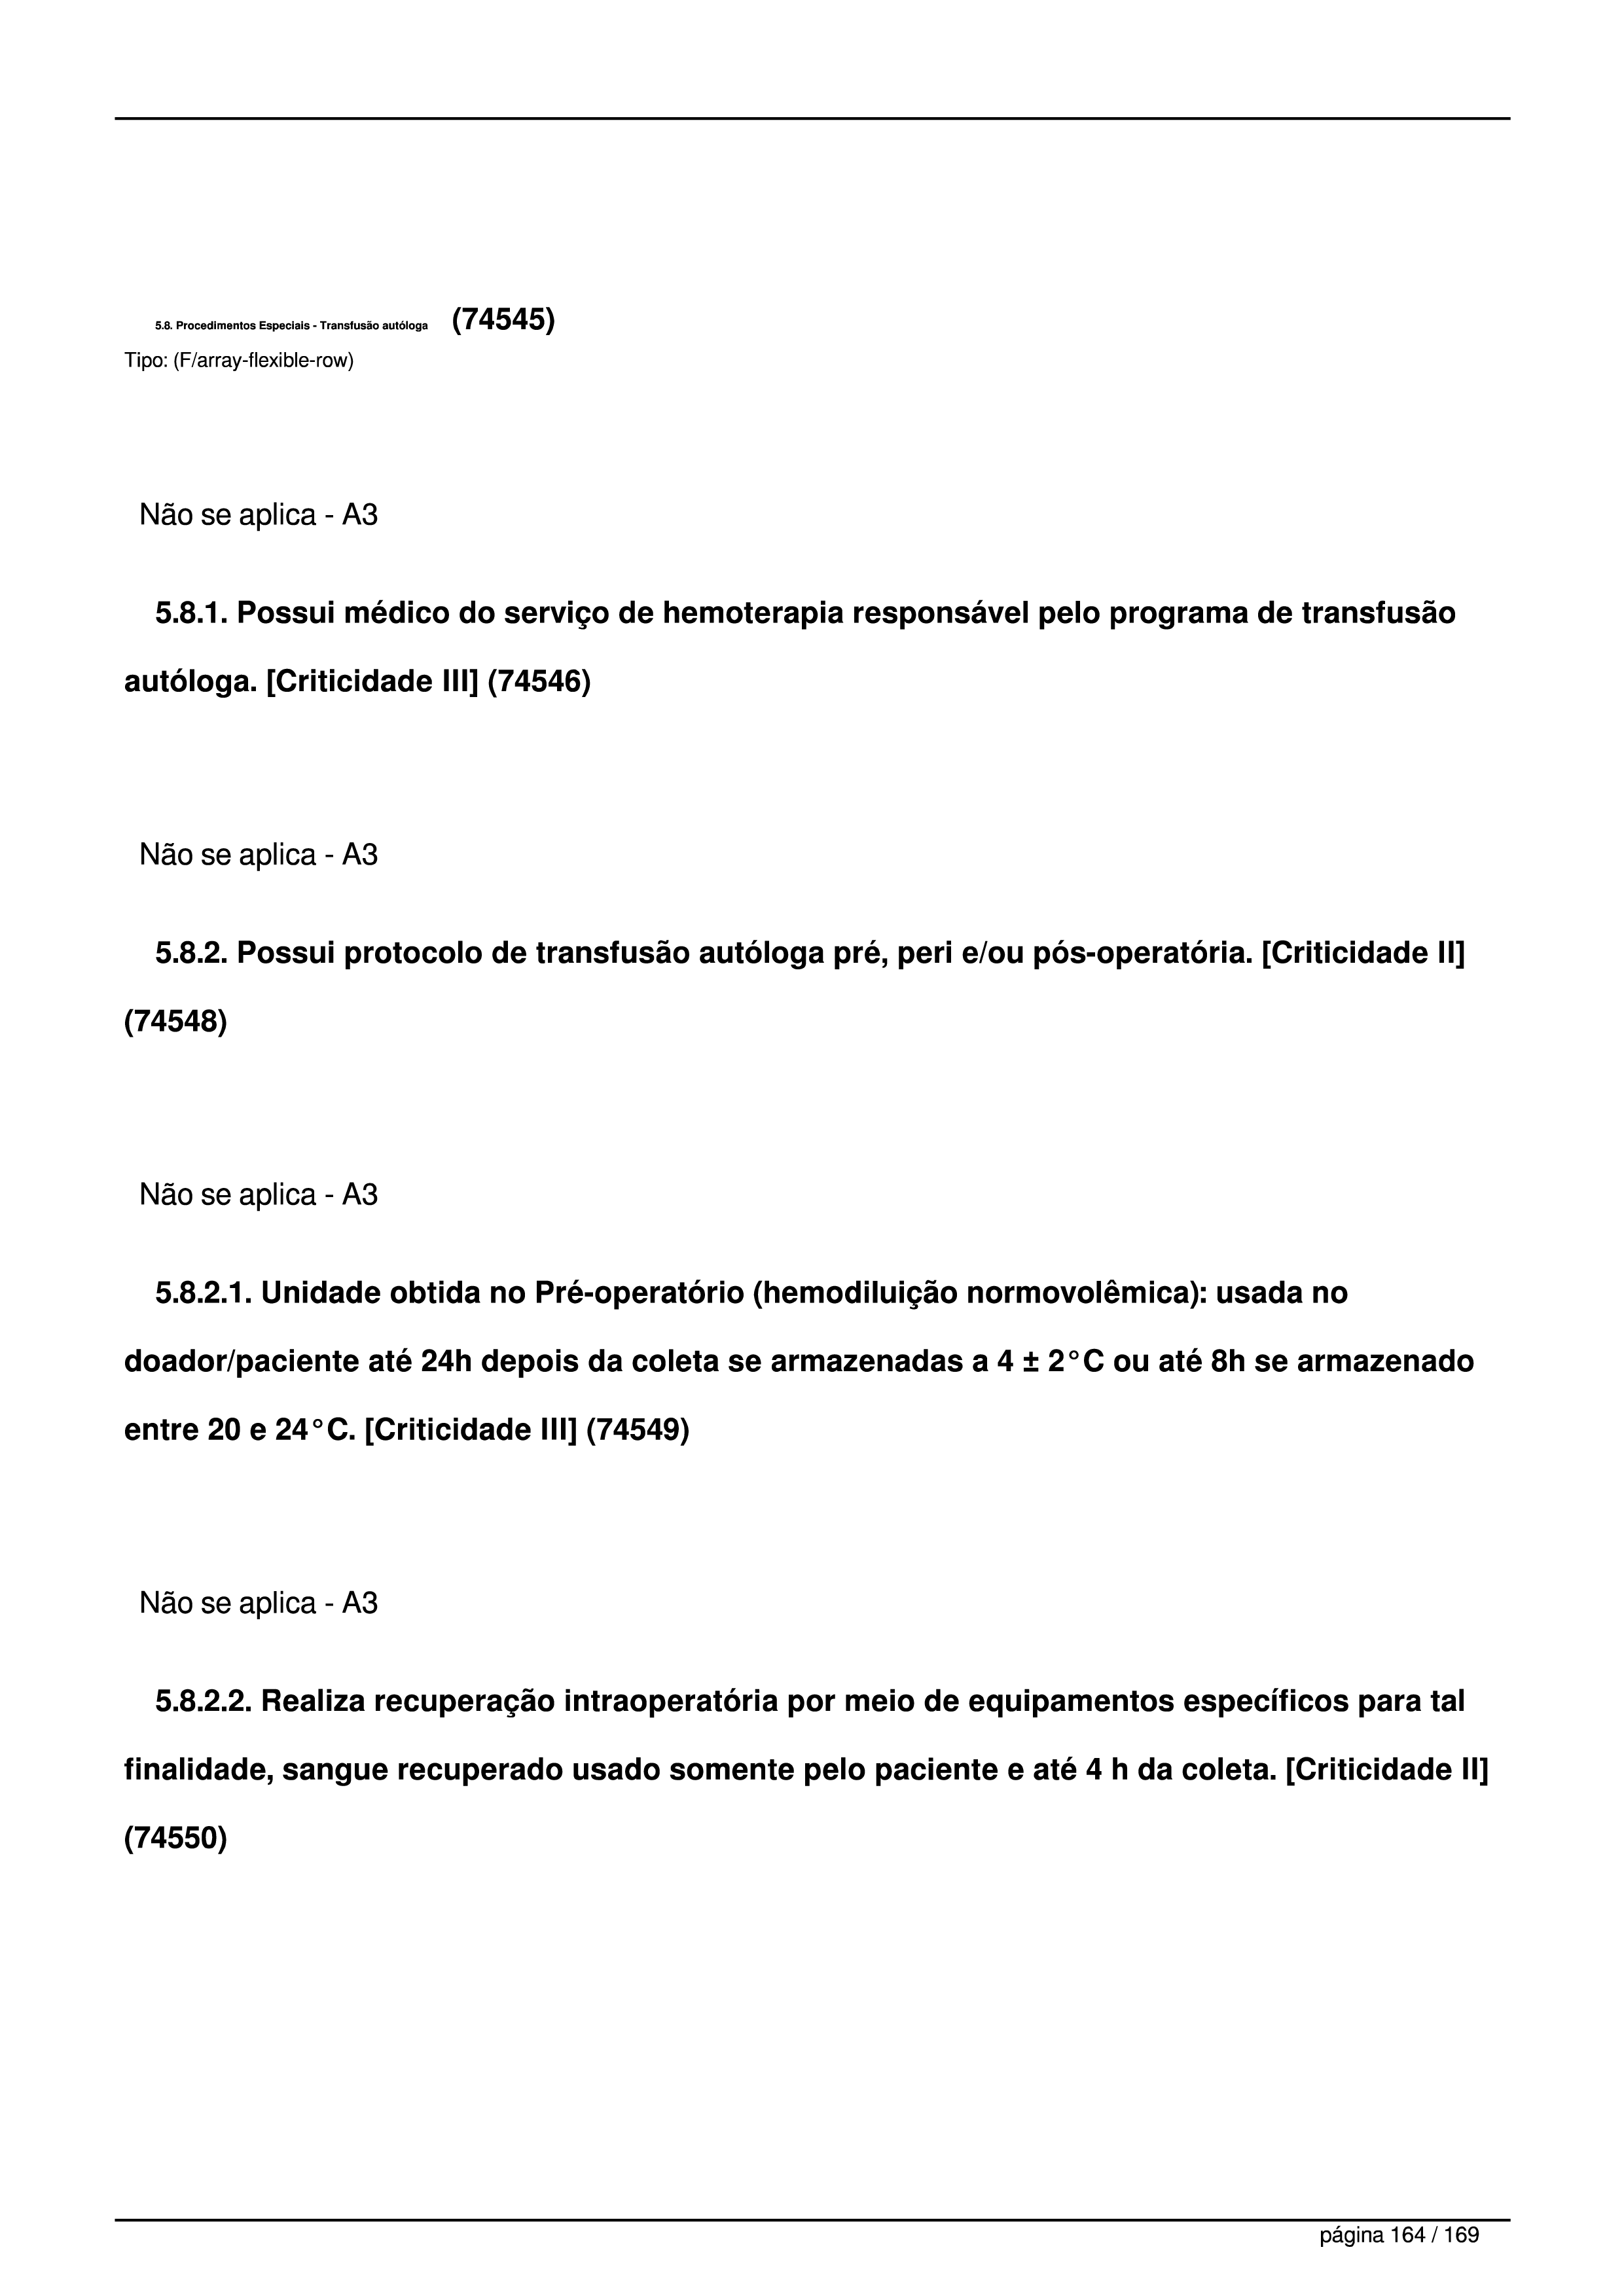 5.8. Procedimentos Especiais - Transfusão autóloga (74545)
Tipo: (F/array-flexible-row)
Não se aplica - A3
5.8.1. Possui médico do serviço de hemoterapia responsável pelo programa de transfusão
autóloga. [Criticidade III] (74546)
Não se aplica - A3
5.8.2. Possui protocolo de transfusão autóloga pré, peri e/ou pós-operatória. [Criticidade II]
(74548)
Não se aplica - A3
5.8.2.1. Unidade obtida no Pré-operatório (hemodiluição normovolêmica): usada no
doador/paciente até 24h depois da coleta se armazenadas a 4 ± 2°C ou até 8h se armazenado
entre 20 e 24°C. [Criticidade III] (74549)
Não se aplica - A3
5.8.2.2. Realiza recuperação intraoperatória por meio de equipamentos específicos para tal
finalidade, sangue recuperado usado somente pelo paciente e até 4 h da coleta. [Criticidade II]
(74550)
página 164 / 169